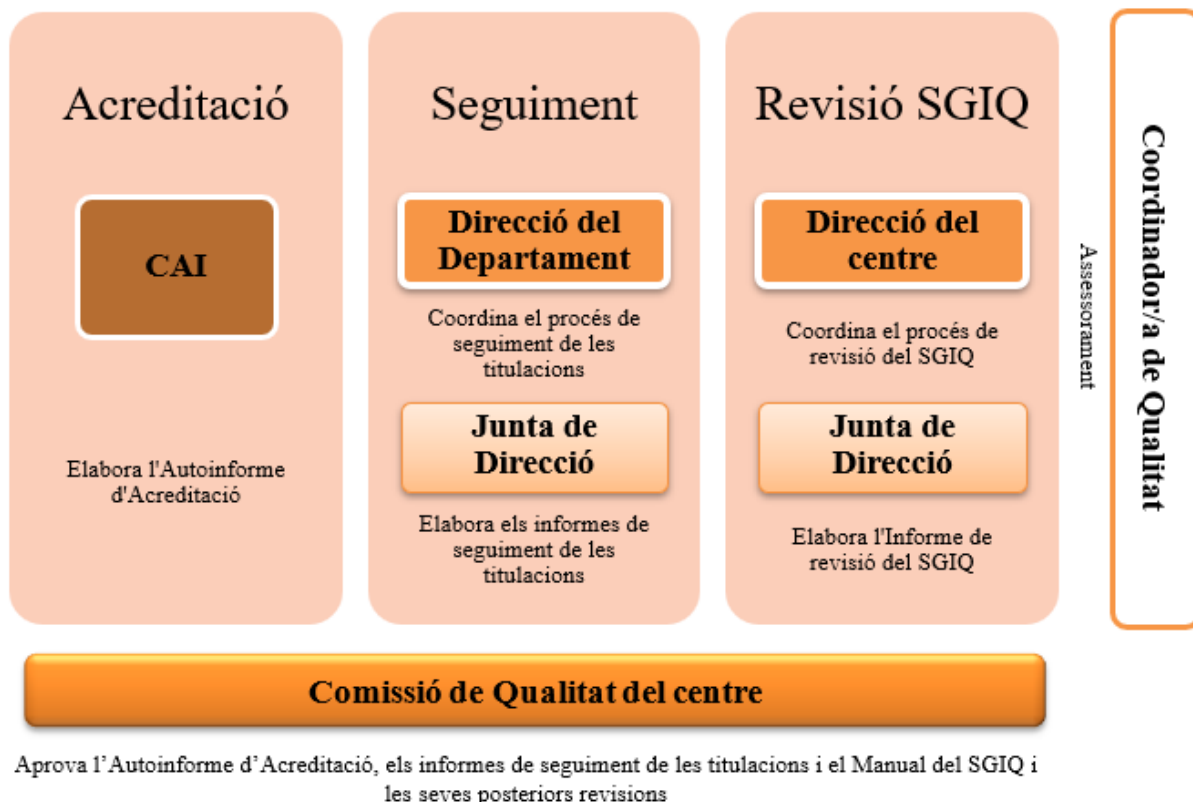 Acreditació
CAI
Elabora l'Autoinforme
d'Acreditació
Seguiment
Direcció del
Departament
Coordina el procés de
seguiment de les
titulacions
Junta de
Direcció
Elabora els informes de
seguiment de les
titulacions
Revisió SGIQ
Direcció del
centre
Coordina el procés de
revisió del SGIQ
Junta de
Direcció
Elabora l'Informe de
revisió del SGIQ
Assessorament
Coordinador/a de Qualitat
Comissió de Qualitat del centre
Aprova l’Autoinforme d’Acreditació, els informes de seguiment de les titulacions i el Manual del SGIQ i
les seves posteriors revisions